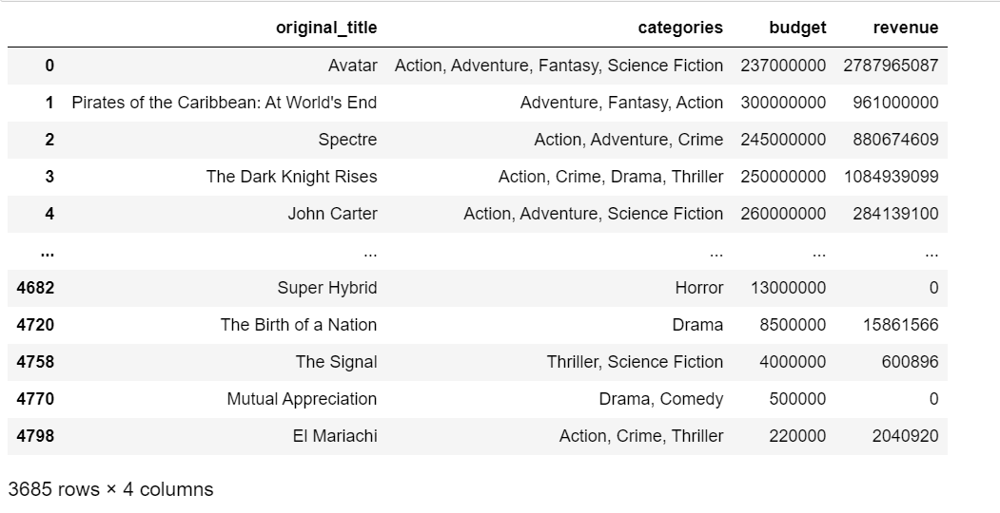 original_title categories budget revenue
0 Avatar Action, Adventure, Fantasy, Science Fiction 237000000 2787965087
1 Pirates of the Caribbean: At World's End Adventure, Fantasy, Action 300000000 961000000
2 Spectre Action, Adventure, Crime 245000000 880674609
3 The Dark Knight Rises Action, Crime, Drama, Thriller 250000000 1084939099
4 John Carter Action, Adventure, Science Fiction 260000000 284139100
... ... ... ... ...
4682 Super Hybrid Horror 13000000 0
4720 The Birth of a Nation Drama 8500000 15861566
4758 The Signal Thriller, Science Fiction 4000000 600896
4770 Mutual Appreciation Drama, Comedy 500000 0
4798 El Mariachi Action, Crime, Thriller 220000 2040920
3685 rows × 4 columns